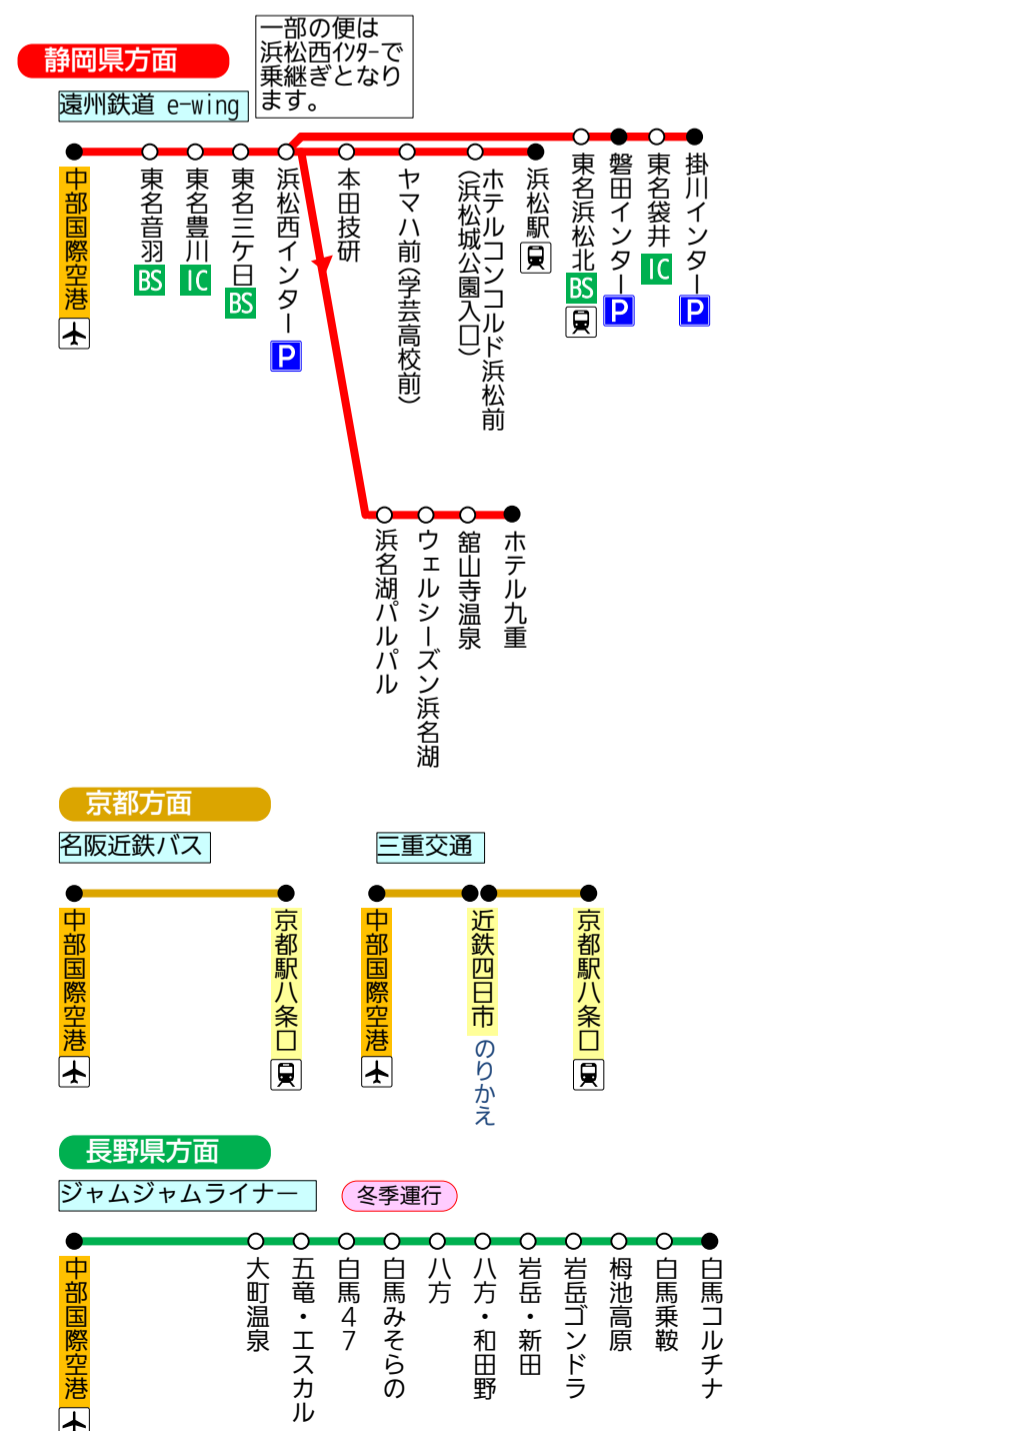 静岡県方面
一部の便は
浜松西ｲﾝﾀｰで
乗継ぎとなり
ます。
遠州鉄道 e-wing
中部国際空港
東名音羽
BS
東名豊川
IC
東名三ケ日
BS
浜松西インター
P
本田技研
ヤマハ前(学芸高校前)
ホテルコンコルド浜松前
(浜松城公園入口)
浜松駅
東名浜松北
BS
磐田インター
P
東名袋井
IC
掛川インター
P
浜名湖パルパル
ウェルシーズン浜名湖
舘山寺温泉
ホテル九重
京都方面
名阪近鉄バス
中部国際空港
京都駅八条口
三重交通
中部国際空港
近鉄四日市
のりかえ
京都駅八条口
長野県方面
ジャムジャムライナー
冬季運行
中部国際空港
大町温泉
五竜・エスカル
白馬47
白馬みそらの
八方
八方・和田野
岩岳・新田
岩岳ゴンドラ
栂池高原
白馬乗鞍
白馬コルチナ